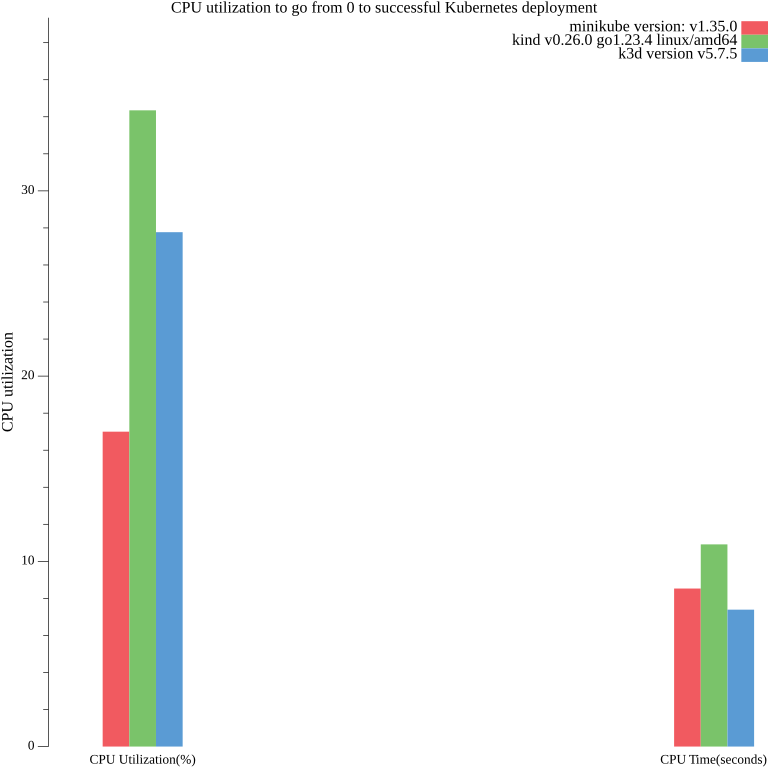 CPU utilization to go from 0 to successful Kubernetes deployment
minikube version: v1.35.0
kind v0.26.0 go1.23.4 linux/amd64
k3d version v5.7.5
30
20
10
0
CPU utilization
CPU Utilization(%)
CPU Time(seconds)